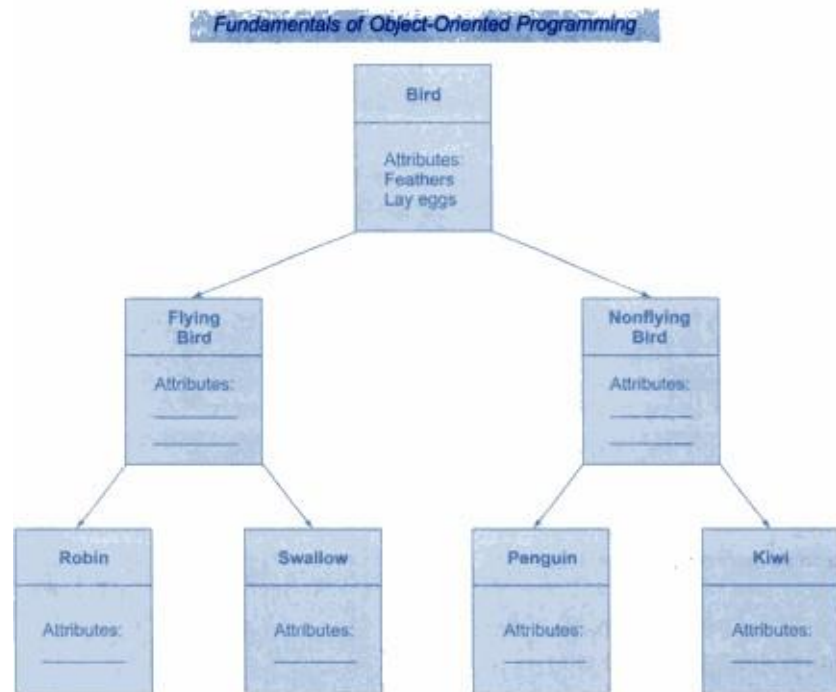 Fundamentals of Object-Oriented Programming
Bird
Attributes:
Feathers
Lay eggs
Flying
Bird
Attributes:
Nonflying
Bird
Attributes:
Robin
Attributes:
Swallow
Attributes:
Penguin
Attributes:
Kiwi
Attributes: